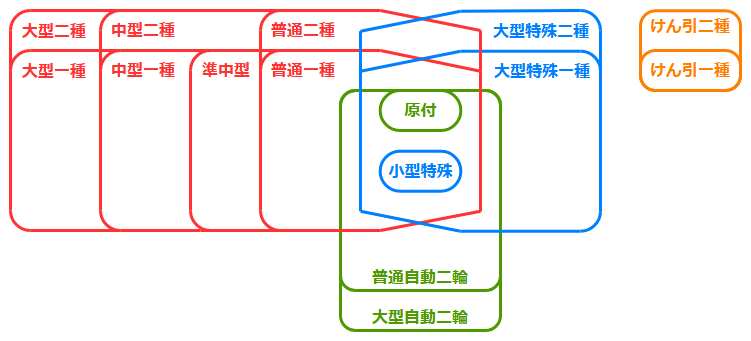 大型二種 中型二種 普通二種 大型特殊二種 けん引二種
大型一種 中型一種 準中型 普通一種 大型特殊一種 けん引一種
原付
小型特殊
普通自動二輪
大型自動二輪